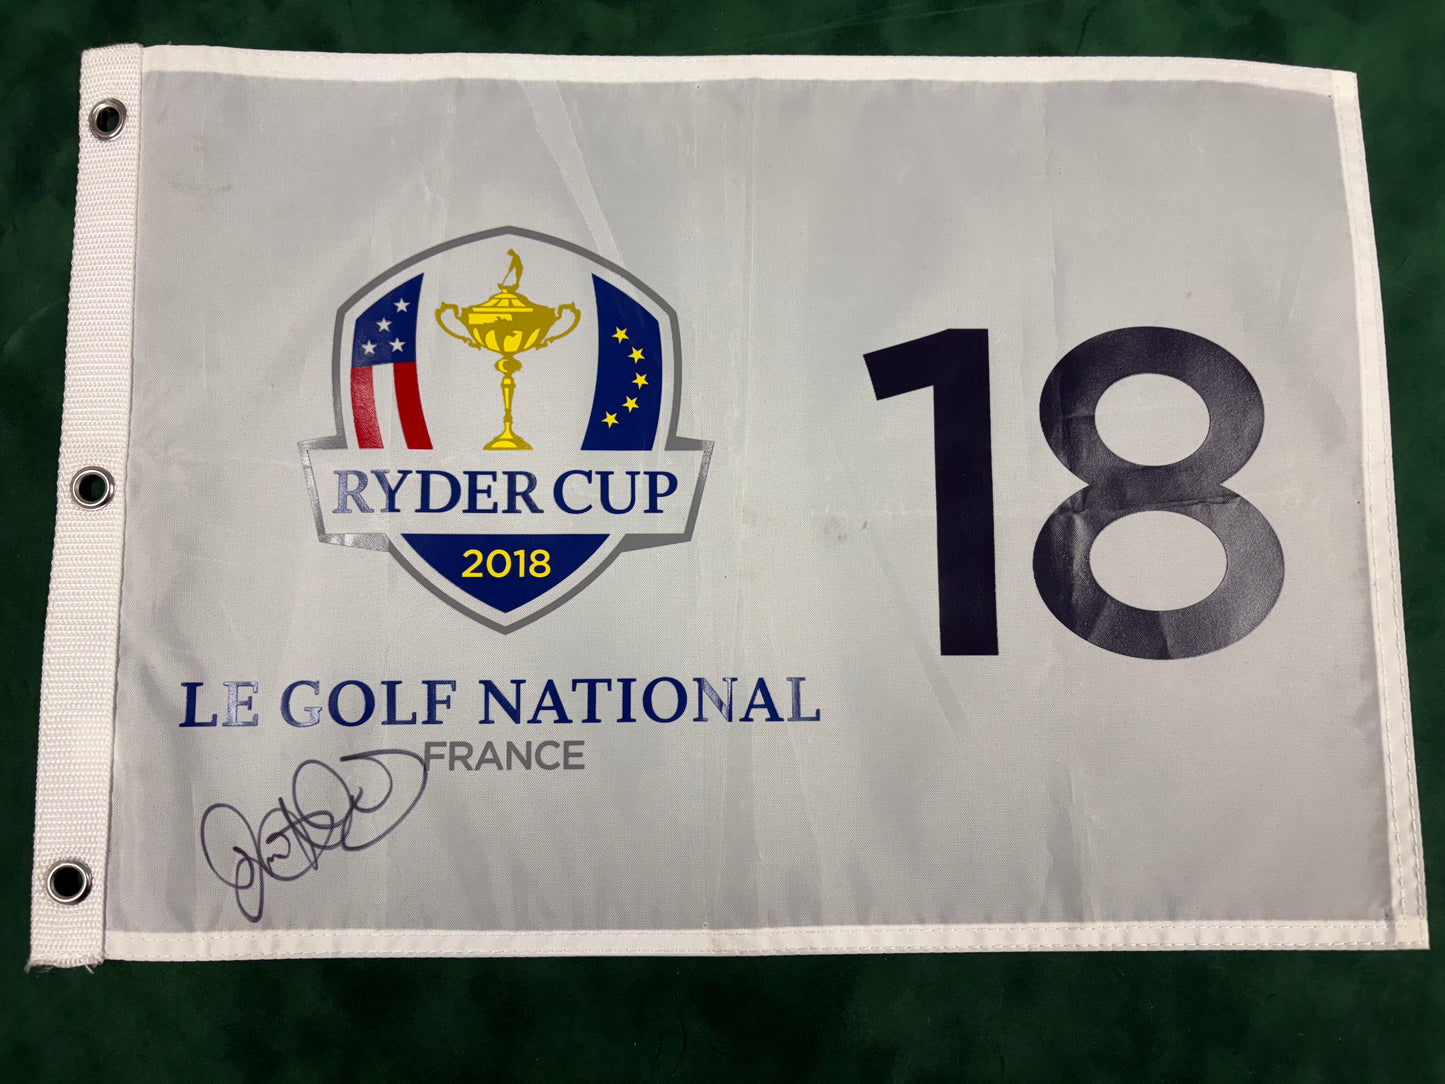 RYDER CUP
2018
18
LE GOLF NATIONAL
FRANCE